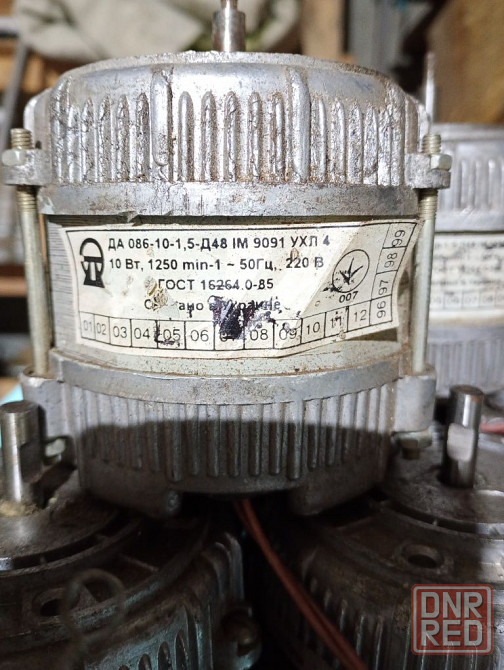 ДА 086-10-1,5-Д48 IM 9091 УХЛ 4
10 Вт, 1250 min-1 ~ 50Гц, 220 В
ГОСТ 16264.0-85
007
01 02 03 04 05 06 08 09 10 11 12
96 97 98 99
DNR
RED